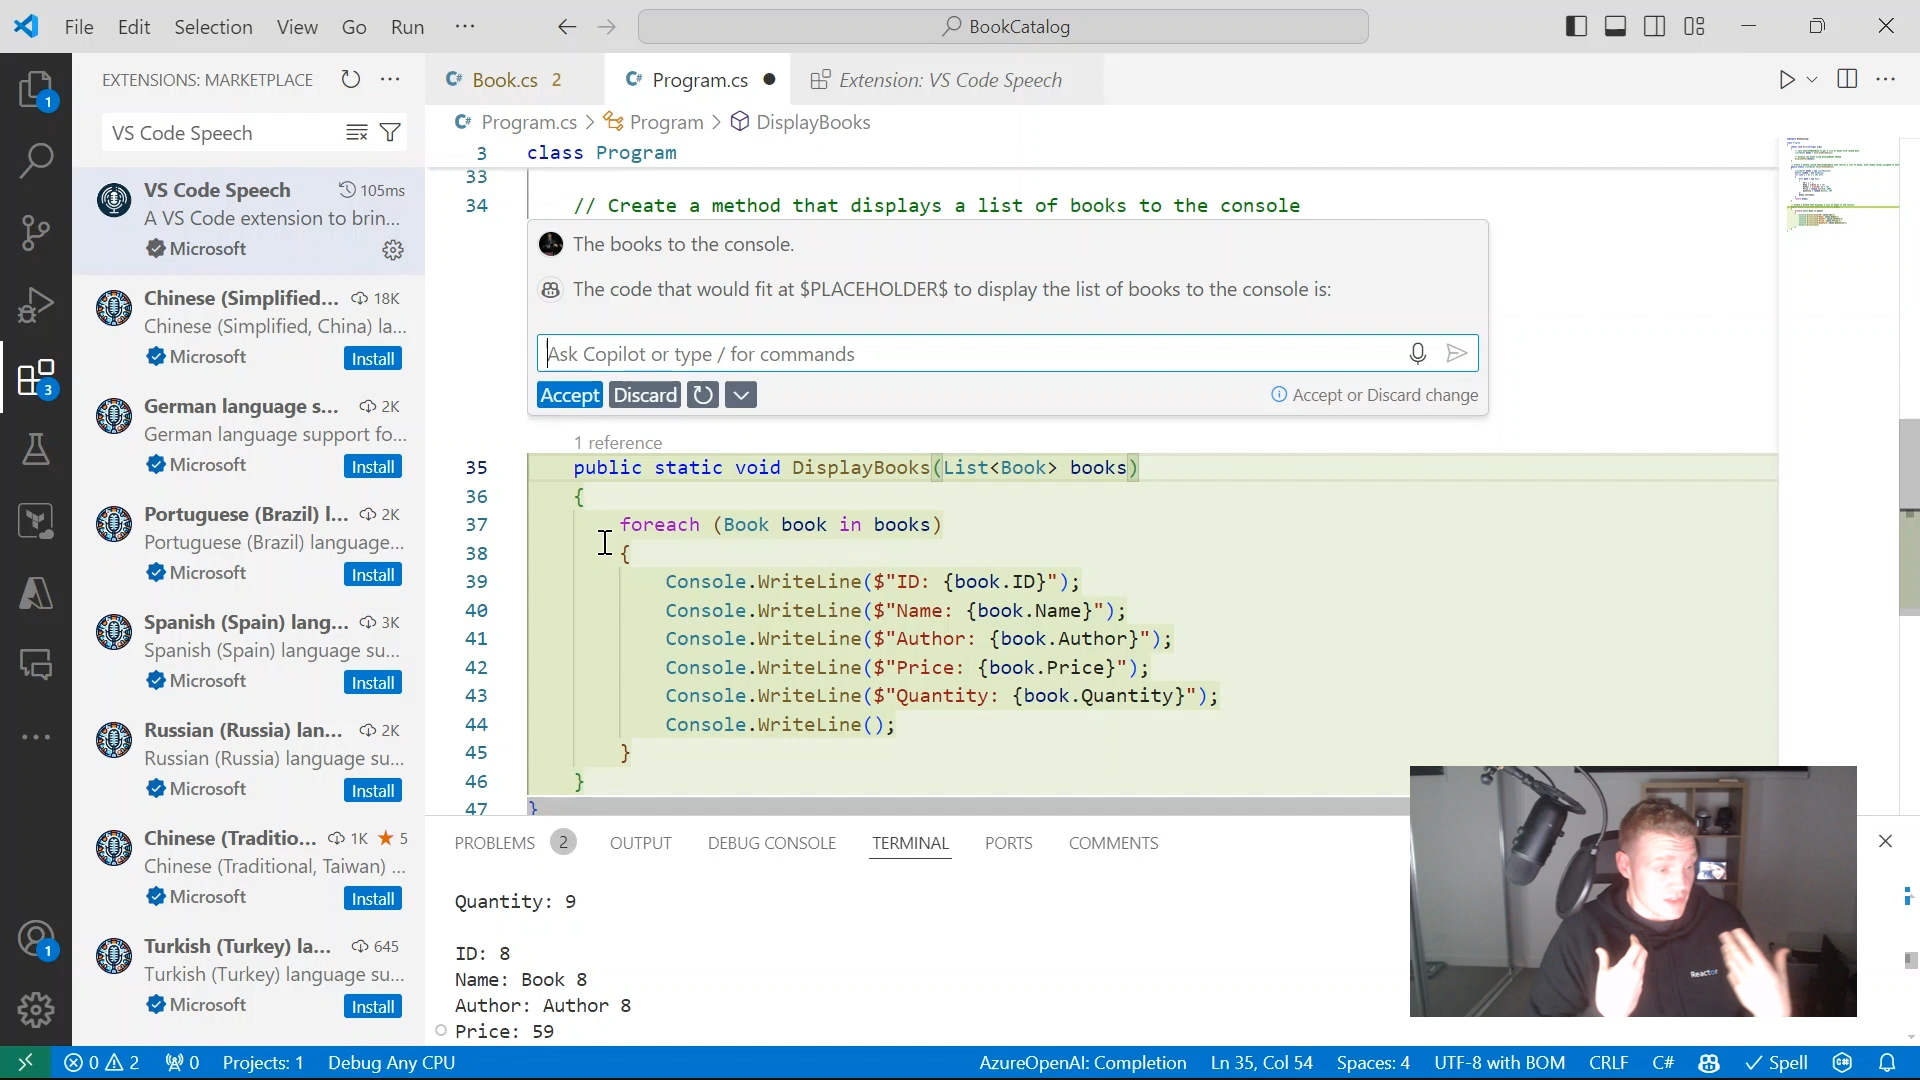 File Edit Selection View Go Run ···
BookCatalog
EXTENSIONS: MARKETPLACE
VS Code Speech
VS Code Speech 105ms
A VS Code extension to brin...
Microsoft
Chinese (Simplified... 18K
Chinese (Simplified, China) la...
Microsoft Install
German language s... 2K
German language support fo...
Microsoft Install
Portuguese (Brazil) l... 2K
Portuguese (Brazil) language...
Microsoft Install
Spanish (Spain) lang... 3K
Spanish (Spain) language su...
Microsoft Install
Russian (Russia) lan... 2K
Russian (Russia) language su...
Microsoft Install
Chinese (Traditio... 1K 5
Chinese (Traditional, Taiwan) ...
Microsoft Install
Turkish (Turkey) la... 645
Turkish (Turkey) language su...
Microsoft Install
1
3
1
Book.cs 2 Program.cs Extension: VS Code Speech
Program.cs > Program > DisplayBooks
3 class Program
33
34 // Create a method that displays a list of books to the console
The books to the console.
The code that would fit at $PLACEHOLDER$ to display the list of books to the console is:
Ask Copilot or type / for commands
Accept Discard Accept or Discard change
1 reference
35 public static void DisplayBooks(List<Book> books)
36 {
37 foreach (Book book in books)
38 {
39 Console.WriteLine($"ID: {book.ID}");
40 Console.WriteLine($"Name: {book.Name}");
41 Console.WriteLine($"Author: {book.Author}");
42 Console.WriteLine($"Price: {book.Price}");
43 Console.WriteLine($"Quantity: {book.Quantity}");
44 Console.WriteLine();
45 }
46 }
47 }
PROBLEMS 2 OUTPUT DEBUG CONSOLE TERMINAL PORTS COMMENTS
Quantity: 9
ID: 8
Name: Book 8
Author: Author 8
Price: 59
Reactor
0 2 0 Projects: 1 Debug Any CPU AzureOpenAI: Completion Ln 35, Col 54 Spaces: 4 UTF-8 with BOM CRLF C# Spell